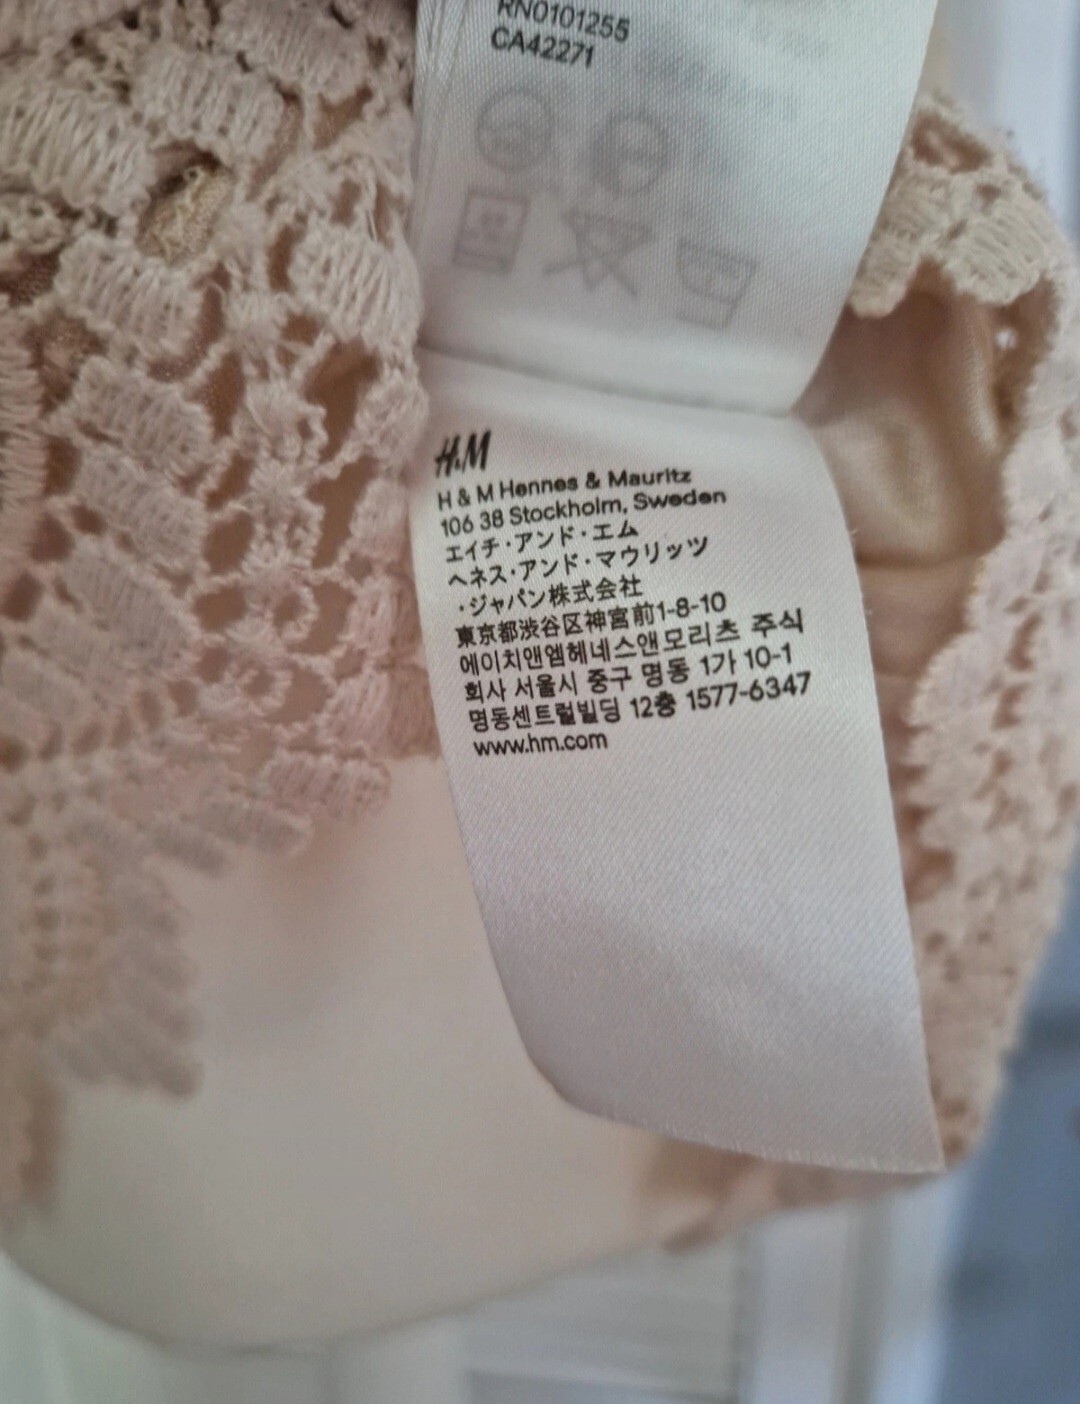 RN0101255
CA42271
H&M
H & M Hennes & Mauritz
106 38 Stockholm, Sweden
エイチ・アンド・エム
ヘネス・アンド・マウリッツ
・ジャパン株式会社
東京都渋谷区神宮前1-8-10
에이치앤엠헤네스앤모리츠 주식
회사 서울시 중구 명동 1가 10-1
명동센트럴빌딩 12층 1577-6347
www.hm.com